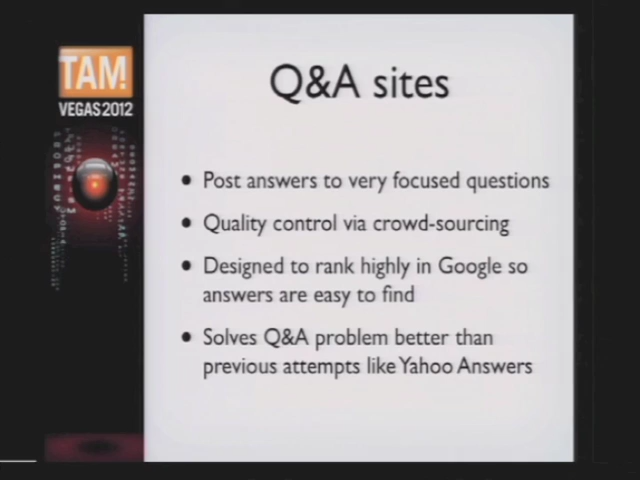 TAM!
VEGAS 2012
Q&A sites
• Post answers to very focused questions
• Quality control via crowd-sourcing
• Designed to rank highly in Google so
answers are easy to find
• Solves Q&A problem better than
previous attempts like Yahoo Answers